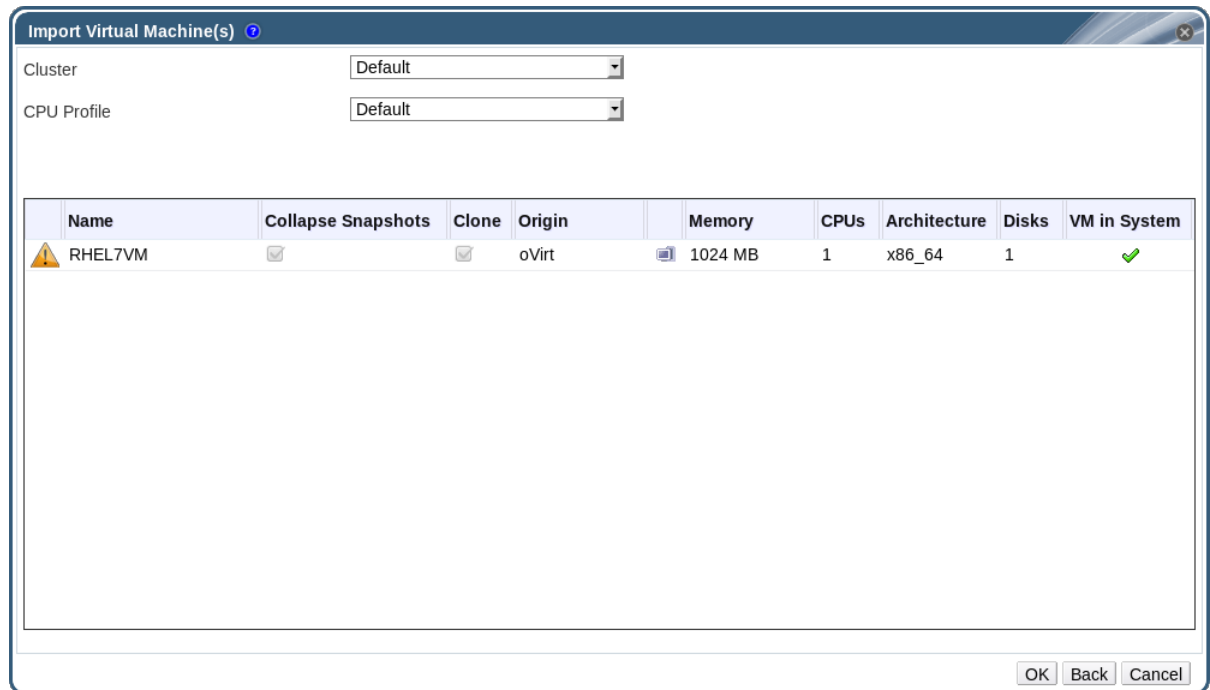 Import Virtual Machine(s) ?
Cluster Default
CPU Profile Default
Name Collapse Snapshots Clone Origin Memory CPUs Architecture Disks VM in System
RHEL7VM oVirt 1024 MB 1 x86_64 1
OK Back Cancel